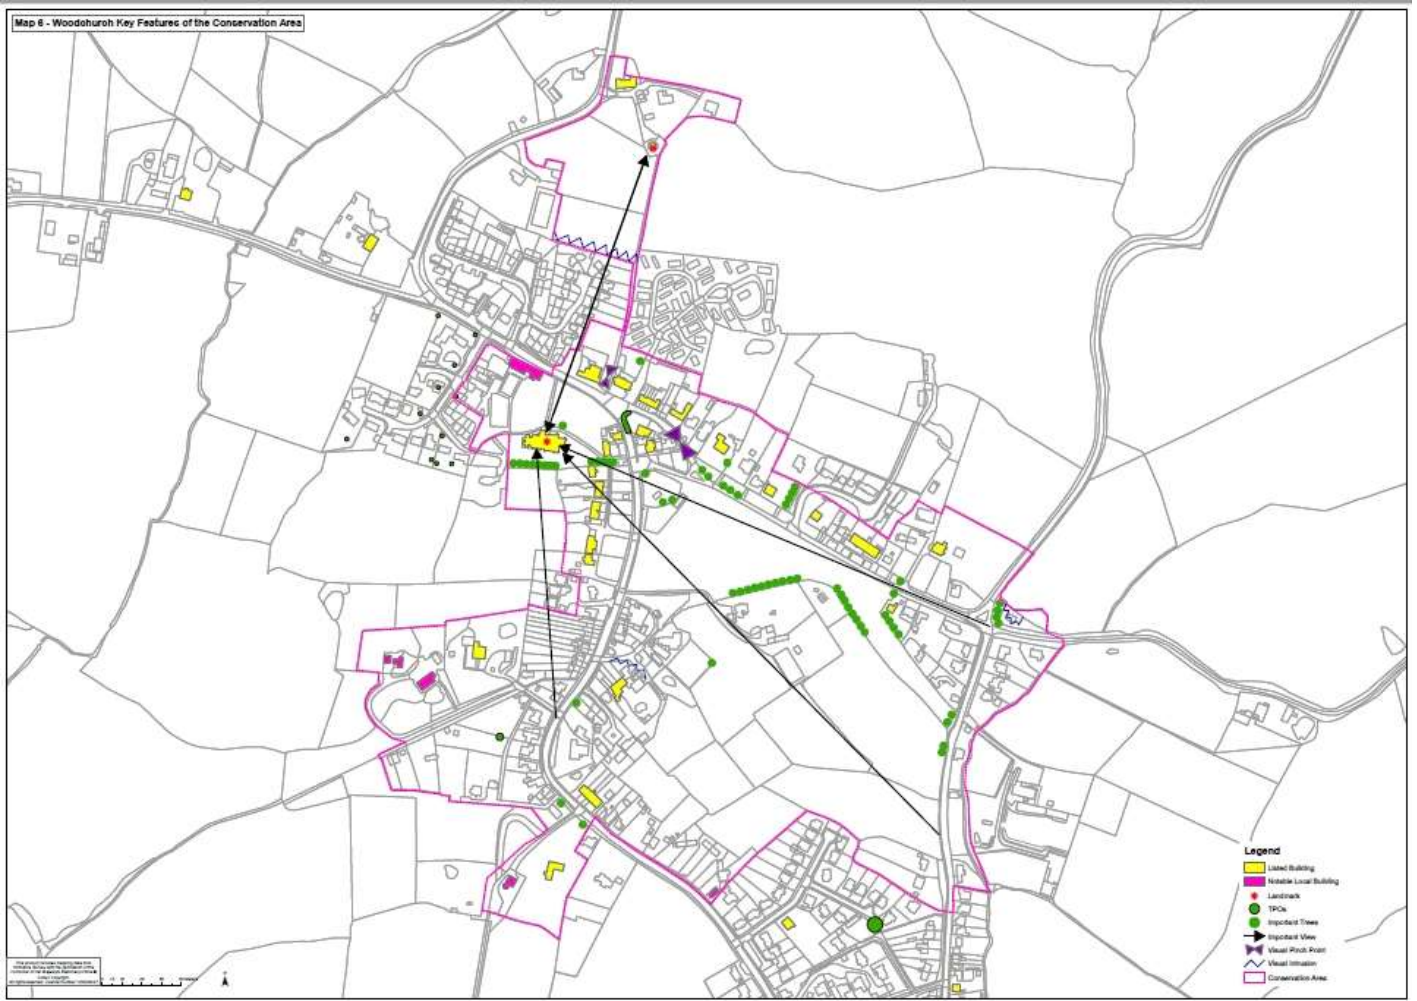 Map 6 - Woodchurch Key Features of the Conservation Area
Legend
Listed Building
Notable Local Building
Landmark
TPOs
Important Trees
Important View
Visual Pinch Point
Visual Intrusion
Conservation Area